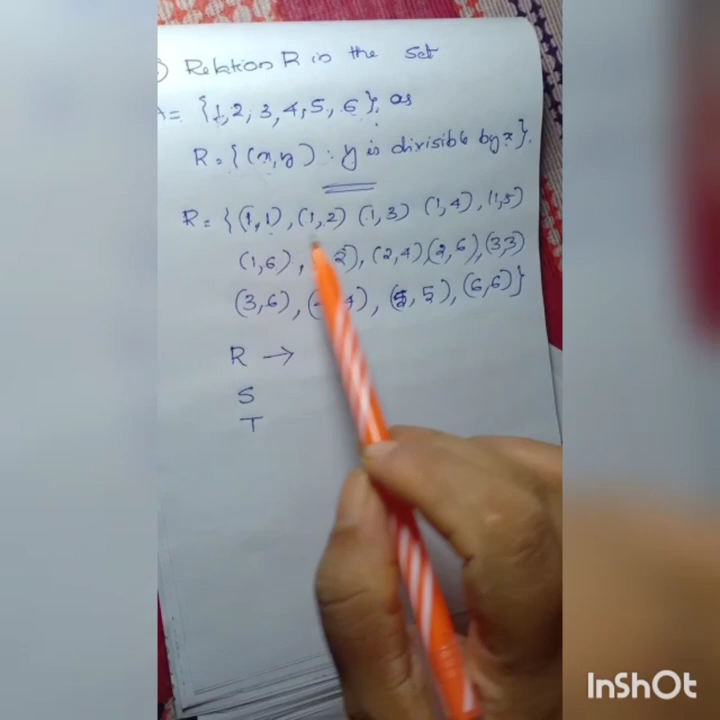 ) Relation R in the set
A= {1,2,3,4,5,6}, as
R={(x,y): y is divisible by x}.
R={(1,1),(1,2) (1,3) (1,4),(1,5)
(1,6), 2),(2,4)(2,6),(3,3)
(3,6),( 4),(5,5),(6,6)}
R →
S
T
InShOt